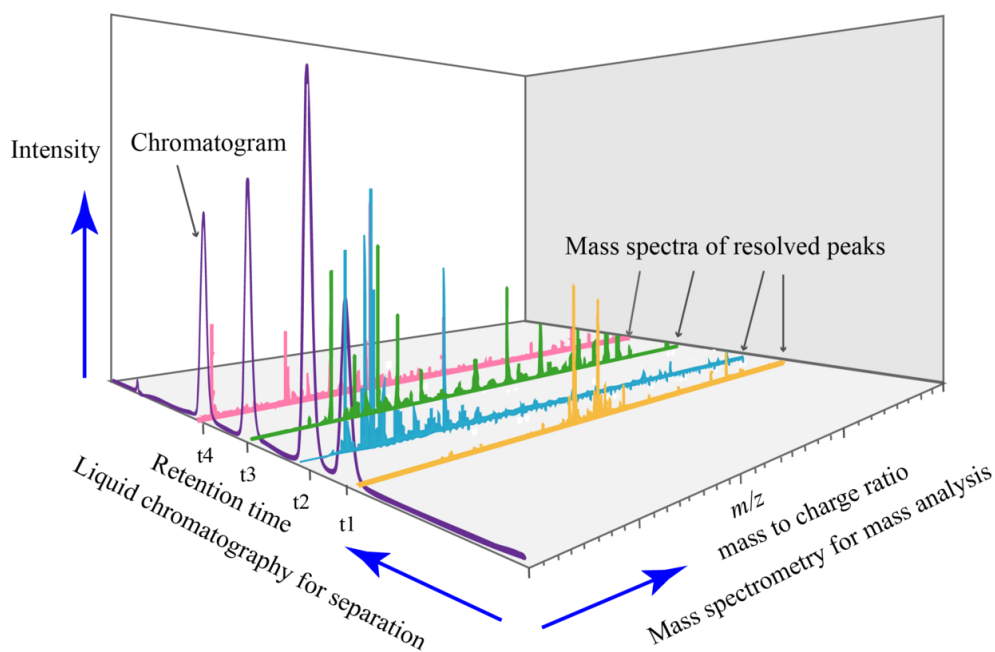 Intensity
Chromatogram
Mass spectra of resolved peaks
t4
t3
t2
t1
Retention time
Liquid chromatography for separation
m/z
mass to charge ratio
Mass spectrometry for mass analysis